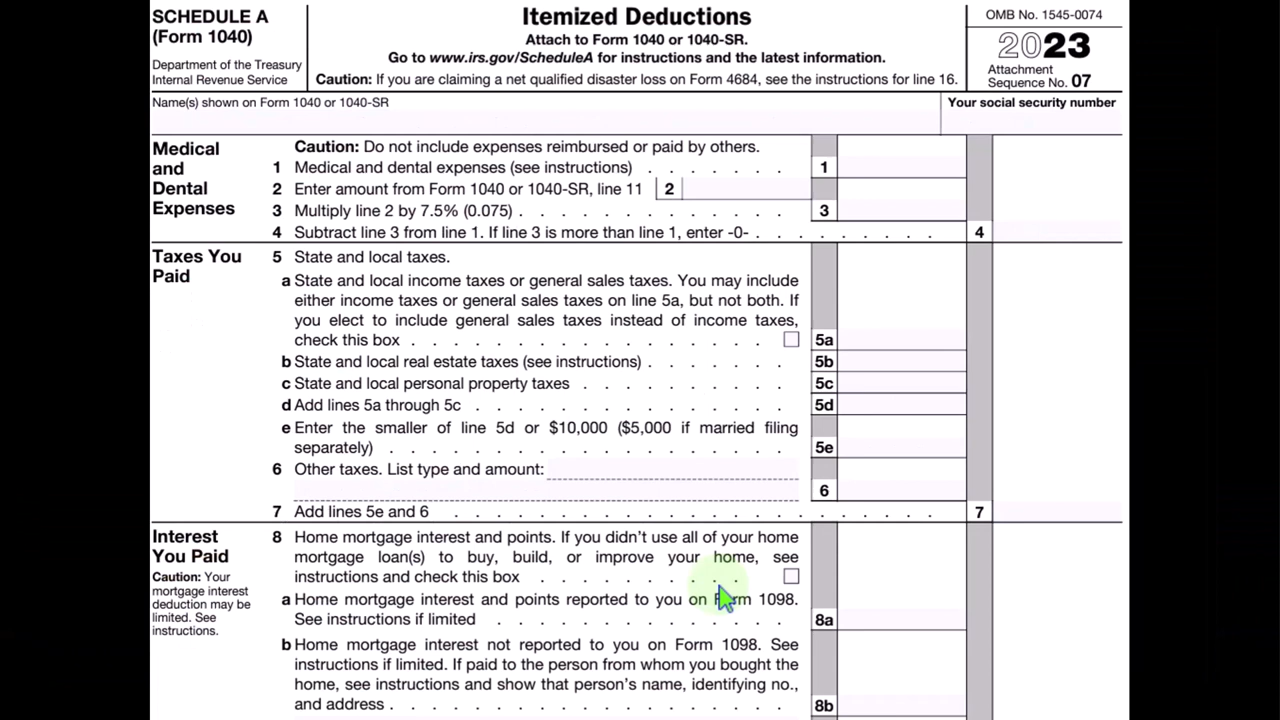 SCHEDULE A
(Form 1040)
Department of the Treasury
Internal Revenue Service
Itemized Deductions
Attach to Form 1040 or 1040-SR.
Go to www.irs.gov/ScheduleA for instructions and the latest information.
Caution: If you are claiming a net qualified disaster loss on Form 4684, see the instructions for line 16.
OMB No. 1545-0074
2023
Attachment
Sequence No. 07
Name(s) shown on Form 1040 or 1040-SR
Your social security number
Medical
and
Dental
Expenses
Caution: Do not include expenses reimbursed or paid by others.
1 Medical and dental expenses (see instructions) . . . . . . . 1
2 Enter amount from Form 1040 or 1040-SR, line 11 2
3 Multiply line 2 by 7.5% (0.075) . . . . . . . . . . . . . 3
4 Subtract line 3 from line 1. If line 3 is more than line 1, enter -0- . . . . . . . . . 4
Taxes You
Paid
5 State and local taxes.
a State and local income taxes or general sales taxes. You may include
either income taxes or general sales taxes on line 5a, but not both. If
you elect to include general sales taxes instead of income taxes,
check this box . . . . . . . . . . . . . . . . 5a
b State and local real estate taxes (see instructions) . . . . . . . 5b
c State and local personal property taxes . . . . . . . . . . 5c
d Add lines 5a through 5c . . . . . . . . . . . . . . . 5d
e Enter the smaller of line 5d or $10,000 ($5,000 if married filing
separately) . . . . . . . . . . . . . . . . . . 5e
6 Other taxes. List type and amount:
6
7 Add lines 5e and 6 . . . . . . . . . . . . . . . . . . . . . . 7
Interest
You Paid
Caution: Your
mortgage interest
deduction may be
limited. See
instructions.
8 Home mortgage interest and points. If you didn't use all of your home
mortgage loan(s) to buy, build, or improve your home, see
instructions and check this box . . . . . . . . . .
a Home mortgage interest and points reported to you on Form 1098.
See instructions if limited . . . . . . . . . . . . . . 8a
b Home mortgage interest not reported to you on Form 1098. See
instructions if limited. If paid to the person from whom you bought the
home, see instructions and show that person's name, identifying no.,
and address . . . . . . . . . . . . . . . . . . 8b